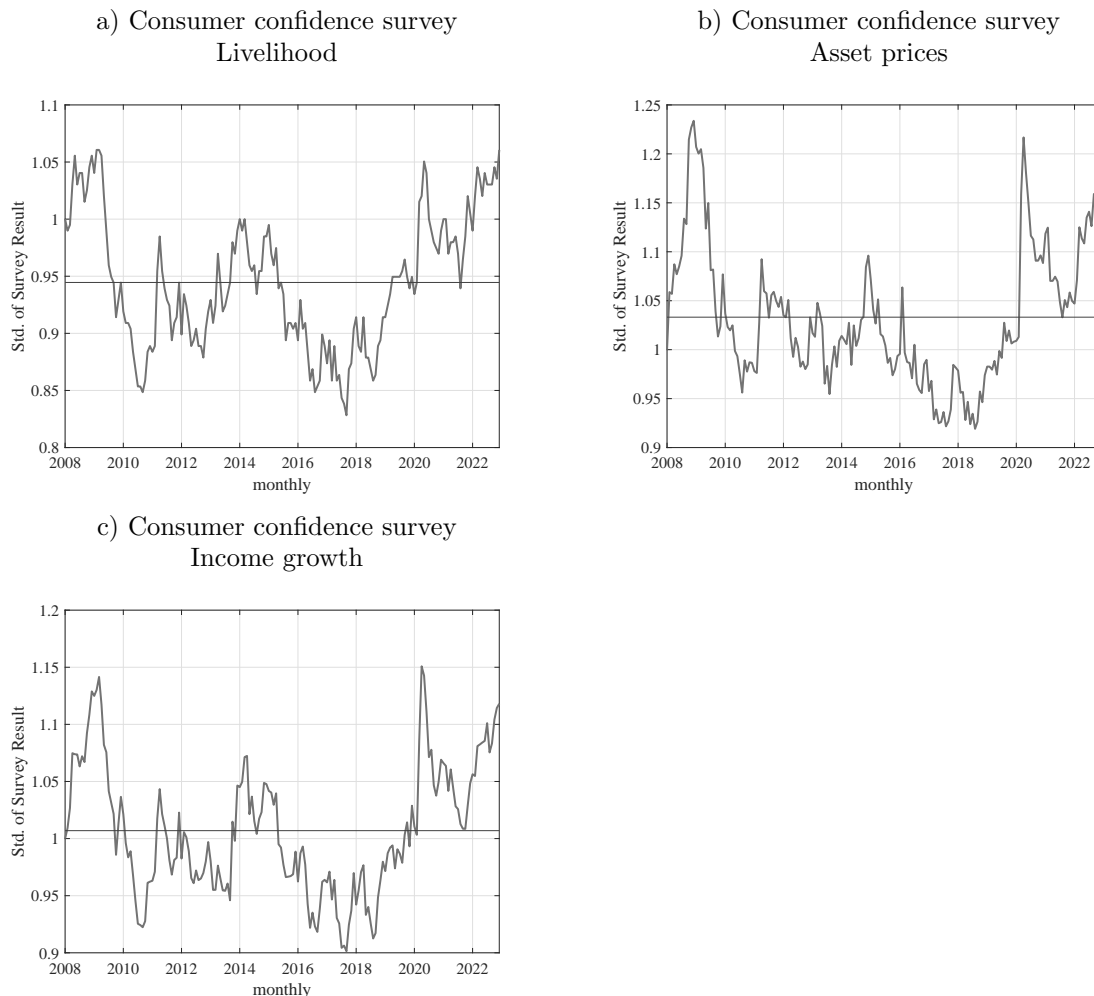 a) Consumer confidence survey
Livelihood
1.1
1.05
1
0.95
0.9
0.85
0.8
Std. of Survey Result
2008 2010 2012 2014 2016 2018 2020 2022
monthly
b) Consumer confidence survey
Asset prices
1.25
1.2
1.15
1.1
1.05
1
0.95
0.9
Std. of Survey Result
2008 2010 2012 2014 2016 2018 2020 2022
monthly
c) Consumer confidence survey
Income growth
1.2
1.15
1.1
1.05
1
0.95
0.9
Std. of Survey Result
2008 2010 2012 2014 2016 2018 2020 2022
monthly